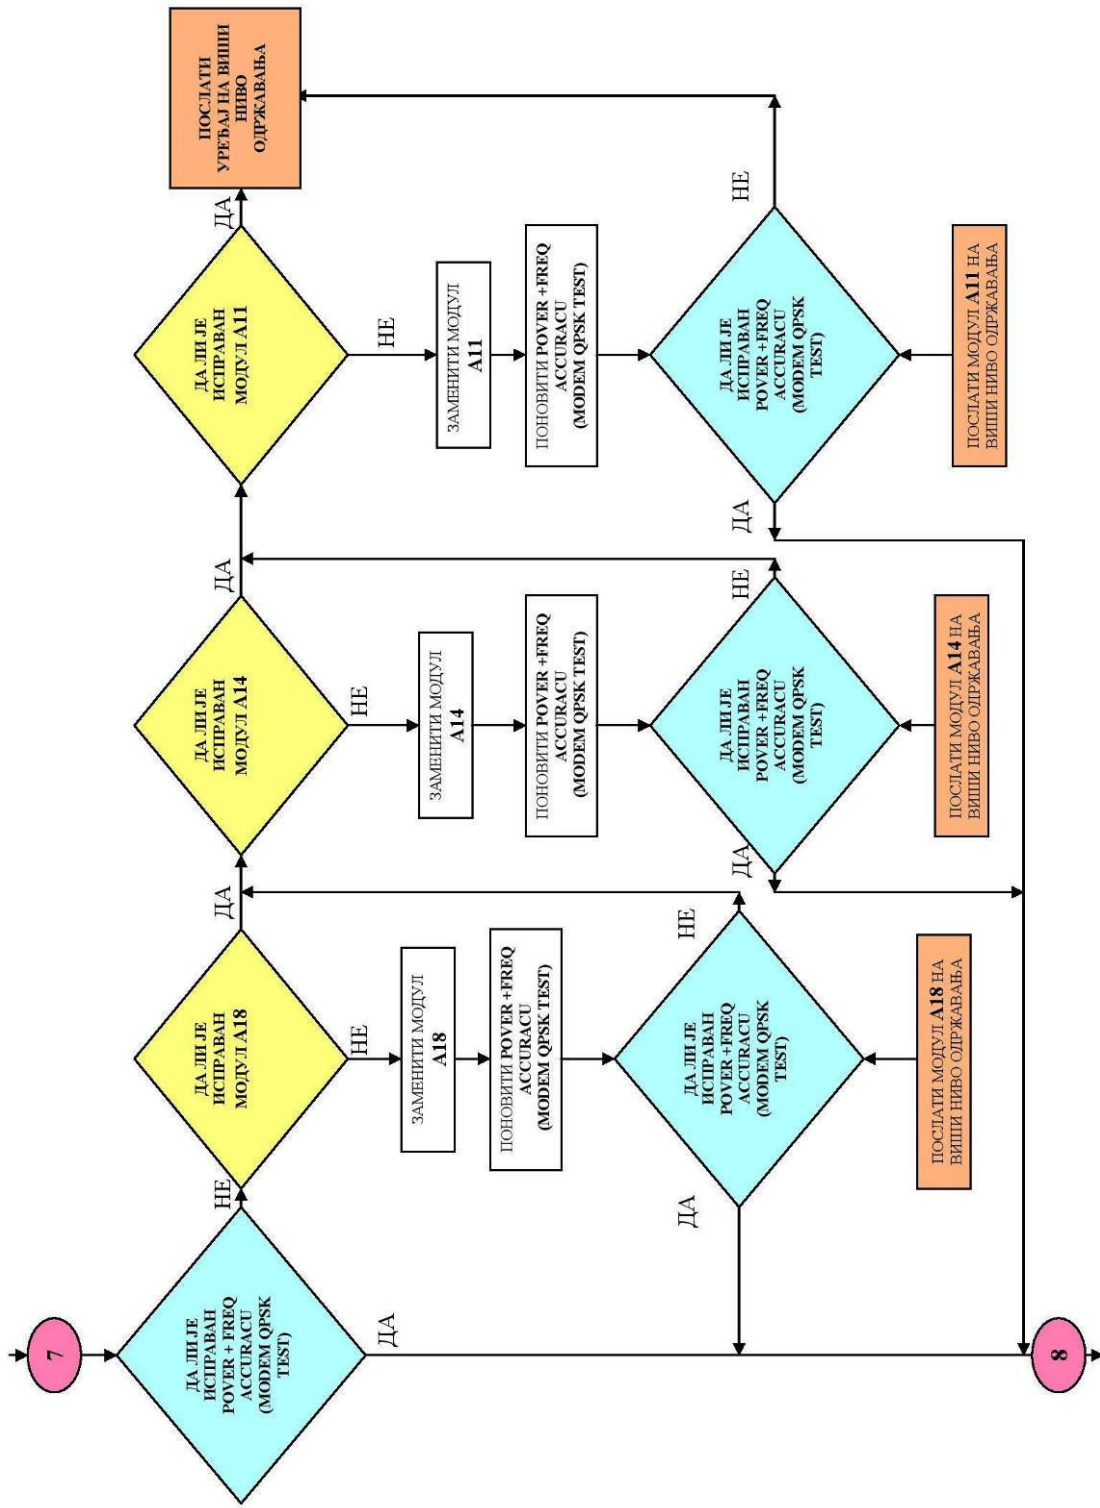 7
ДА ЛИ ЈЕ
ИСПРАВАН
POVER + FREQ
ACCURACU
(MODEM QPSK
TEST)
НЕ
ДА
ДА ЛИ ЈЕ
ИСПРАВАН
МОДУЛ А18
ДА
НЕ
ЗАМЕНИТИ МОДУЛ
А18
ПОНОВИТИ POVER +FREQ
ACCURACU
(MODEM QPSK TEST)
ДА ЛИ ЈЕ
ИСПРАВАН
POVER +FREQ
ACCURACU
(MODEM QPSK
TEST)
НЕ
ДА
ПОСЛАТИ МОДУЛ А18 НА
ВИШИ НИВО ОДРЖАВАЊА
ДА ЛИ ЈЕ
ИСПРАВАН
МОДУЛ А14
ДА
НЕ
ЗАМЕНИТИ МОДУЛ
А14
ПОНОВИТИ POVER +FREQ
ACCURACU
(MODEM QPSK TEST)
ДА ЛИ ЈЕ
ИСПРАВАН
POVER +FREQ
ACCURACU
(MODEM QPSK
TEST)
НЕ
ДА
ПОСЛАТИ МОДУЛ А14 НА
ВИШИ НИВО ОДРЖАВАЊА
ДА ЛИ ЈЕ
ИСПРАВАН
МОДУЛ А11
ДА
НЕ
ЗАМЕНИТИ МОДУЛ
А11
ПОНОВИТИ POVER +FREQ
ACCURACU
(MODEM QPSK TEST)
ДА ЛИ ЈЕ
ИСПРАВАН
POVER +FREQ
ACCURACU
(MODEM QPSK
TEST)
НЕ
ДА
ПОСЛАТИ МОДУЛ А11 НА
ВИШИ НИВО ОДРЖАВАЊА
ПОСЛАТИ
УРЕЂАЈ НА ВИШИ
НИВО
ОДРЖАВАЊА
8